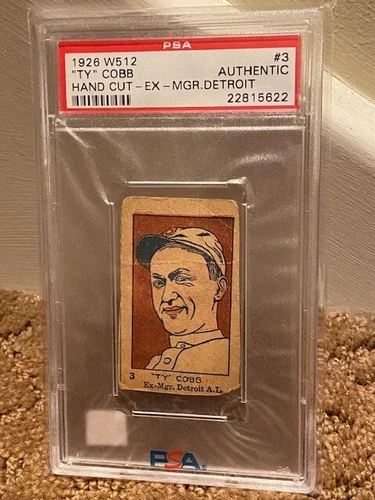 PSA
1926 W512 #3
"TY" COBB AUTHENTIC
HAND CUT-EX-MGR.DETROIT
22815622
3 "TY" COBB
Ex-Mgr. Detroit A.L.
PSA